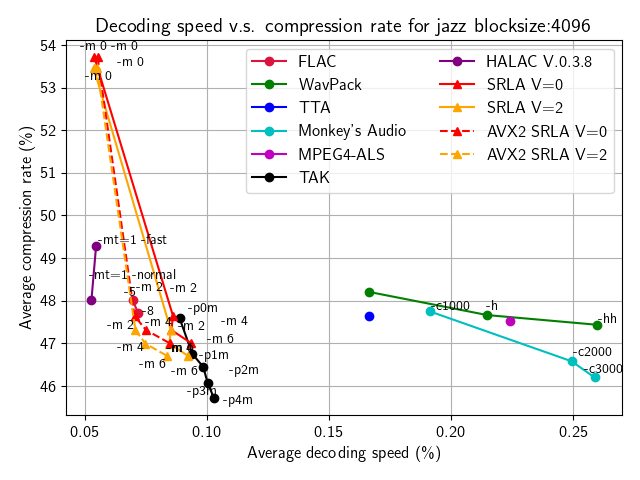 Decoding speed v.s. compression rate for jazz blocksize:4096
Average compression rate (%)
54
53
52
51
50
49
48
47
46
FLAC
WavPack
TTA
Monkey's Audio
MPEG4-ALS
TAK
HALAC V.0.3.8
SRLA V=0
SRLA V=2
AVX2 SRLA V=0
AVX2 SRLA V=2
-m 0 -m 0
-m 0
-m 0
-mt=1 -fast
-mt=1 -normal
-5 -m 2 -m 2
-8
-p0m
-m 2 -m 4 -m 2 -m 4
-m 4 -m 6
-p1m
-m 6 -m 6 -p2m
-p3m
-p4m
-c1000 -h
-hh
-c2000
-c3000
0.05 0.10 0.15 0.20 0.25
Average decoding speed (%)